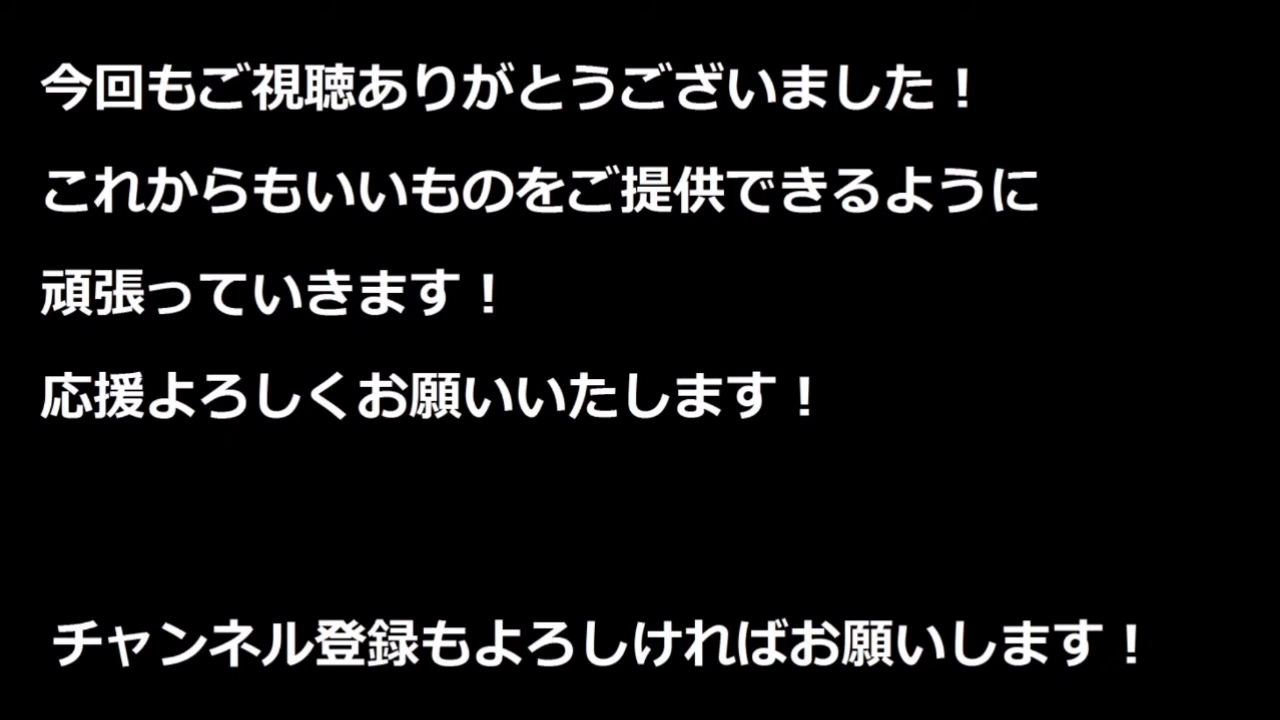 今回もご視聴ありがとうございました！
これからもいいものをご提供できるように
頑張っていきます！
応援よろしくお願いいたします！
チャンネル登録もよろしければお願いします！